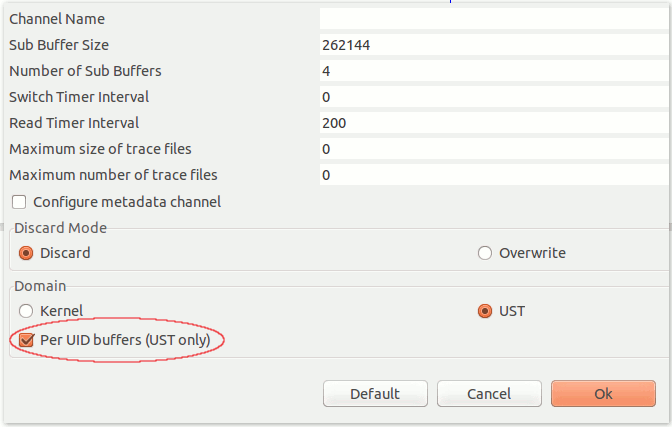 Channel Name
Sub Buffer Size 262144
Number of Sub Buffers 4
Switch Timer Interval 0
Read Timer Interval 200
Maximum size of trace files 0
Maximum number of trace files 0
Configure metadata channel
Discard Mode
Discard Overwrite
Domain
Kernel UST
Per UID buffers (UST only)
Default Cancel Ok